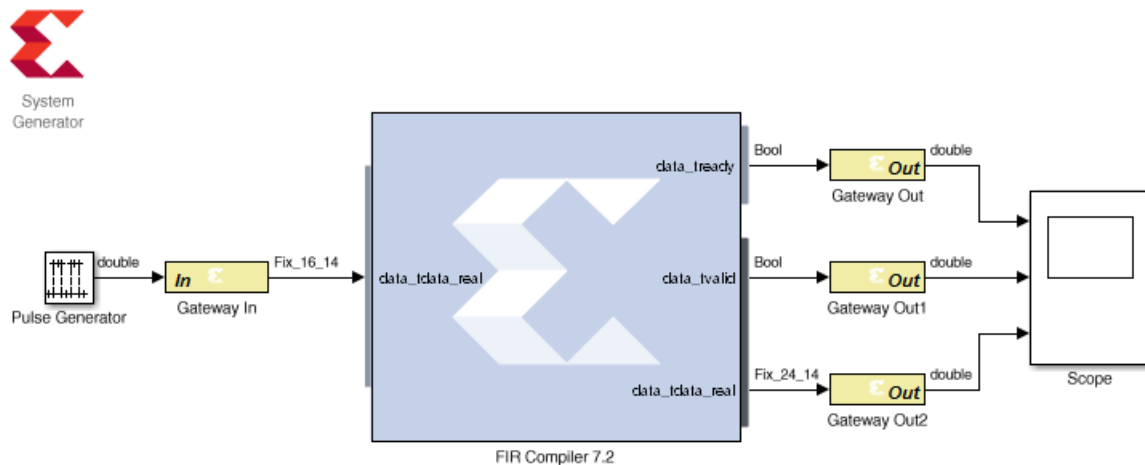 System
Generator
double
Pulse Generator
In
Gateway In
Fix_16_14
data_tdata_real
data_tready
data_tvalid
data_tdata_real
FIR Compiler 7.2
Bool
Out
Gateway Out
double
Bool
Out
Gateway Out1
double
Fix_24_14
Out
Gateway Out2
double
Scope